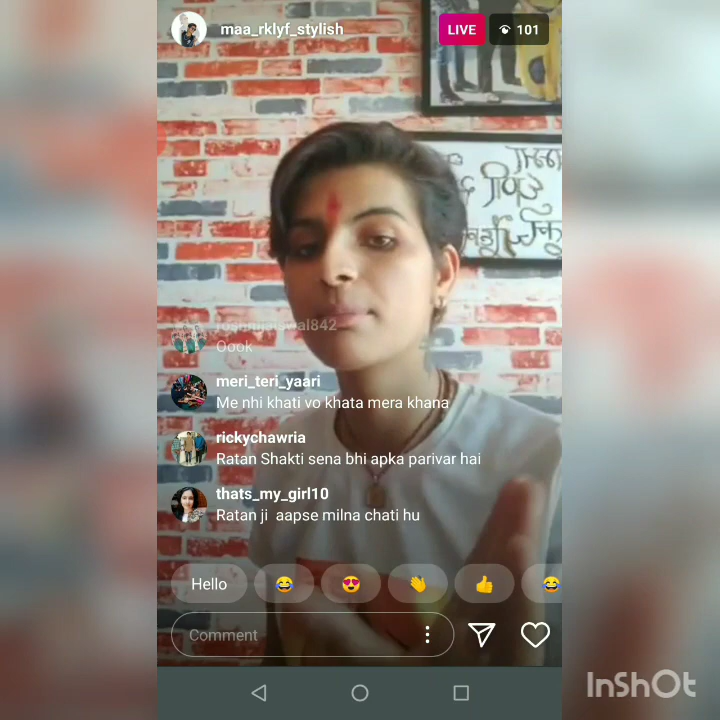 maa_rklyf_stylish
LIVE
101
Oook
meri_teri_yaari
Me nhi khati vo khata mera khana
rickychawria
Ratan Shakti sena bhi apka parivar hai
thats_my_girl10
Ratan ji aapse milna chati hu
Hello
Comment
InShOt